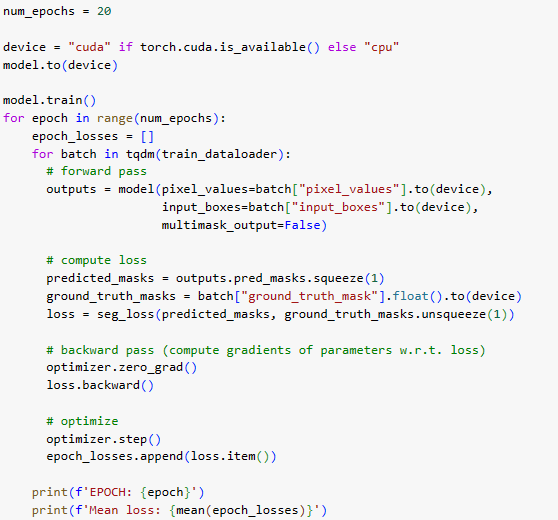 num_epochs = 20
device = "cuda" if torch.cuda.is_available() else "cpu"
model.to(device)
model.train()
for epoch in range(num_epochs):
    epoch_losses = []
    for batch in tqdm(train_dataloader):
      # forward pass
      outputs = model(pixel_values=batch["pixel_values"].to(device),
                      input_boxes=batch["input_boxes"].to(device),
                      multimask_output=False)
      # compute loss
      predicted_masks = outputs.pred_masks.squeeze(1)
      ground_truth_masks = batch["ground_truth_mask"].float().to(device)
      loss = seg_loss(predicted_masks, ground_truth_masks.unsqueeze(1))
      # backward pass (compute gradients of parameters w.r.t. loss)
      optimizer.zero_grad()
      loss.backward()
      # optimize
      optimizer.step()
      epoch_losses.append(loss.item())
    print(f'EPOCH: {epoch}')
    print(f'Mean loss: {mean(epoch_losses)}')